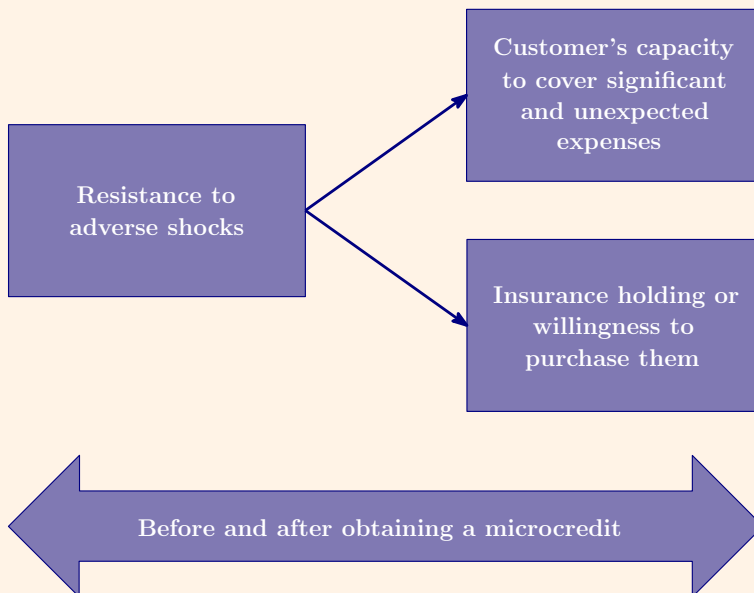 Customer's capacity
to cover significant
and unexpected
expenses
Resistance to
adverse shocks
Insurance holding or
willingness to
purchase them
Before and after obtaining a microcredit